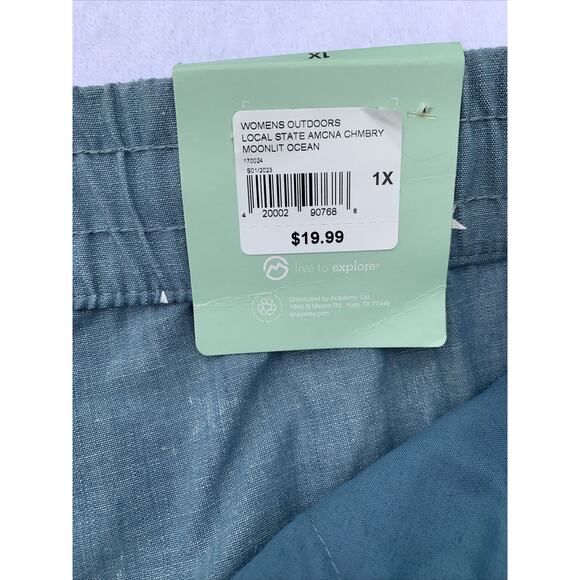 1X
WOMENS OUTDOORS
LOCAL STATE AMCNA CHMBRY
MOONLIT OCEAN
170024
S01/2023
1X
4 20002 90768 6
$19.99
live to explore®
Distributed by Academy, Ltd.
1800 N Mason Rd., Katy, TX 77449
academy.com